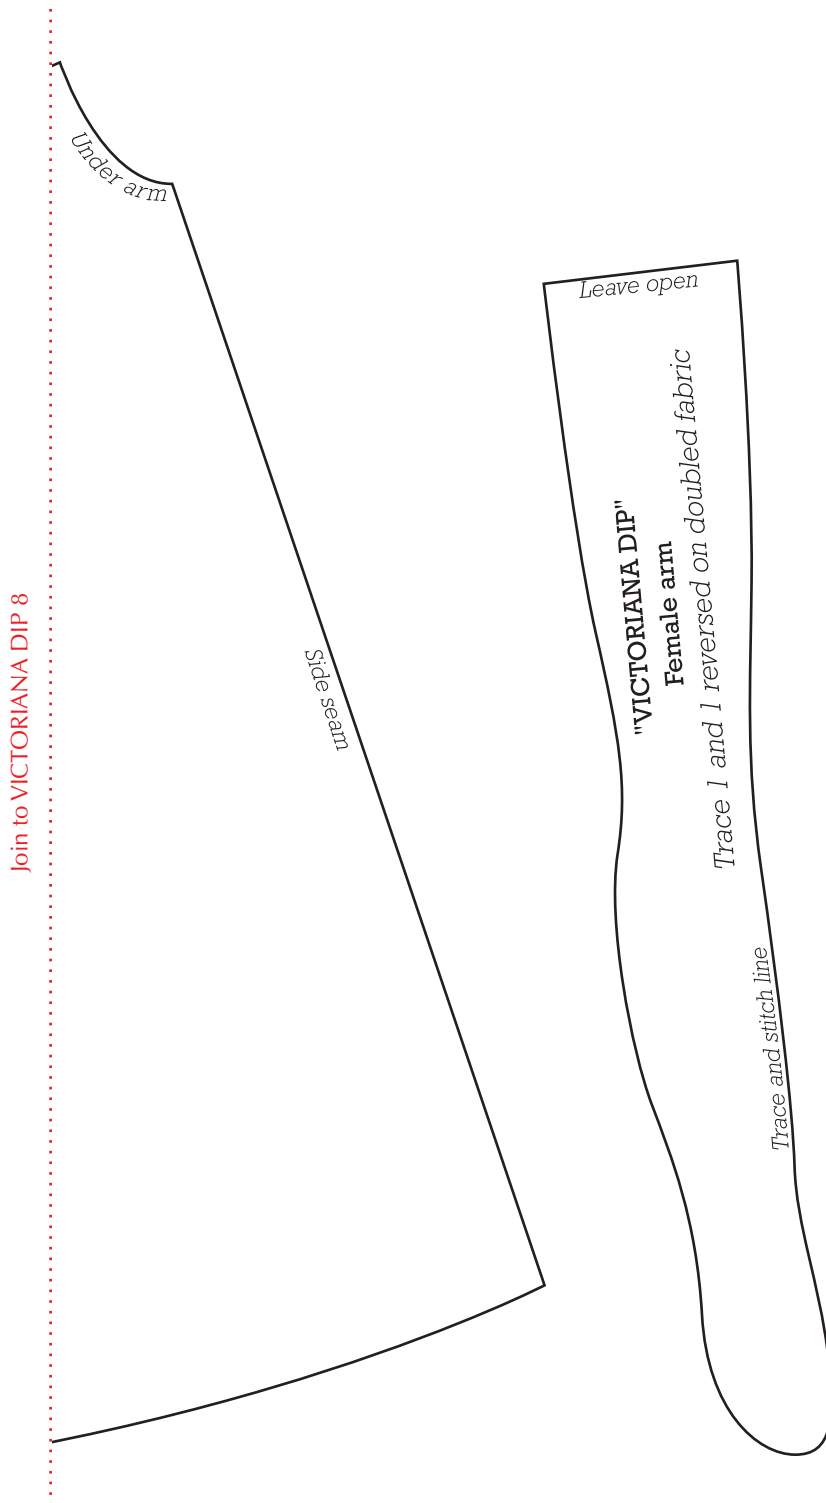 Join to VICTORIANA DIP 8
Under arm
Side seam
Leave open
"VICTORIANA DIP"
Female arm
Trace 1 and 1 reversed on doubled fabric
Trace and stitch line